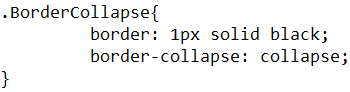 .BorderCollapse{
        border: 1px solid black;
        border-collapse: collapse;
}